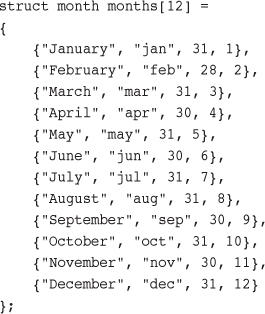 struct month months[12] =
{
    {"January", "jan", 31, 1},
    {"February", "feb", 28, 2},
    {"March", "mar", 31, 3},
    {"April", "apr", 30, 4},
    {"May", "may", 31, 5},
    {"June", "jun", 30, 6},
    {"July", "jul", 31, 7},
    {"August", "aug", 31, 8},
    {"September", "sep", 30, 9},
    {"October", "oct", 31, 10},
    {"November", "nov", 30, 11},
    {"December", "dec", 31, 12}
};